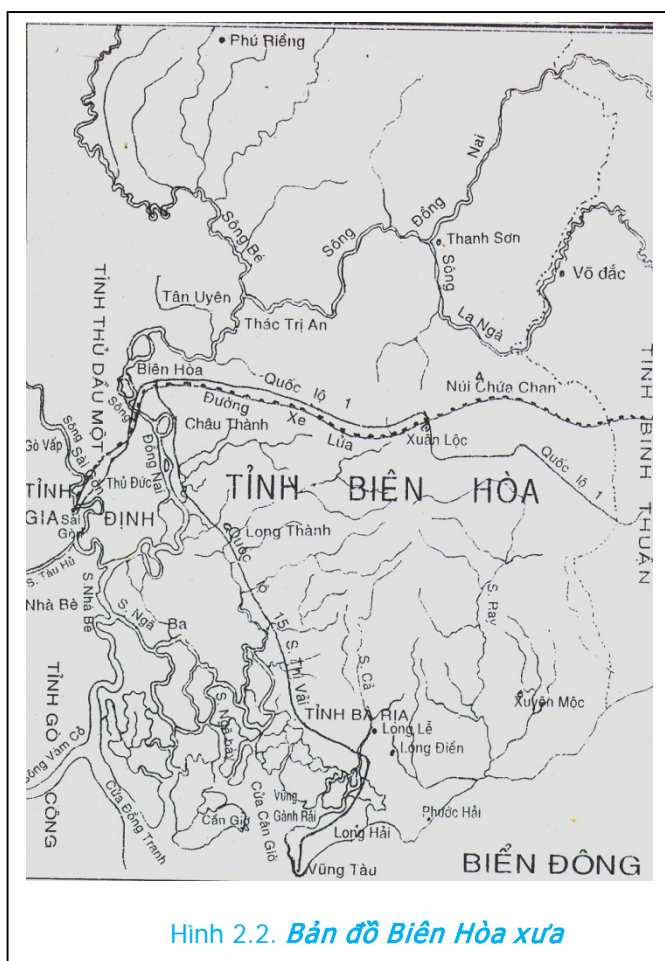 Phú Riềng
Sông Bé
Sông
Đồng
Nai
Thanh Sơn
Sông
La Ngà
Võ đắc
Tân Uyên
Thác Trị An
TỈNH THỦ DẦU MỘT
Biên Hòa
Quốc lộ 1
Núi Chứa Chan
TỈNH BÌNH THUẬN
Đường Xe Lửa
Xuân Lộc
Quốc lộ 1
Sông
Đồng Nai
Châu Thành
Sông Sài Gòn
Gò Vấp
Thủ Đức
TỈNH BIÊN HÒA
TỈNH
GIA
ĐỊNH
Sài Gòn
Long Thành
Quốc lộ 15
S. Tàu Hủ
Nhà Bè
S.Nhà Bè
S. Ngã Ba
S. Thị Vải
S. Cả
S. Ray
Xuyên Mộc
TỈNH GÒ CÔNG
S. Ngã bảy
TỈNH BÀ RỊA
Long Lễ
Long Điền
Sông Vàm Cỏ
Cửa Đồng Tranh
Cần Giờ
Cửa Cần Giờ
Vũng Gành Rái
Long Hải
Phước Hải
Vũng Tàu
BIỂN ĐÔNG
Hình 2.2. Bản đồ Biên Hòa xưa